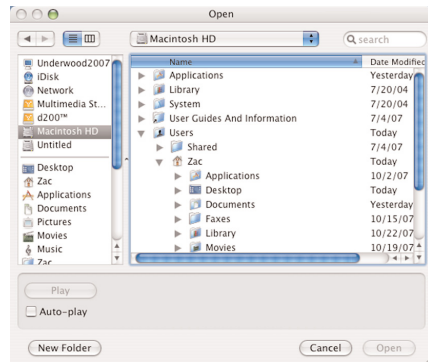 Open
Macintosh HD
search
Underwood2007
iDisk
Network
Multimedia St...
d200™
Macintosh HD
Untitled
Desktop
Zac
Applications
Documents
Pictures
Movies
Music
Zac
Name Date Modified
Applications Yesterday
Library 7/20/04
System 7/20/04
User Guides And Information 7/4/07
Users Today
Shared 7/4/07
Zac Today
Applications 10/2/07
Desktop Today
Documents Yesterday
Faxes 10/15/07
Library 10/22/07
Movies 10/19/07
Play
Auto-play
New Folder Cancel Open